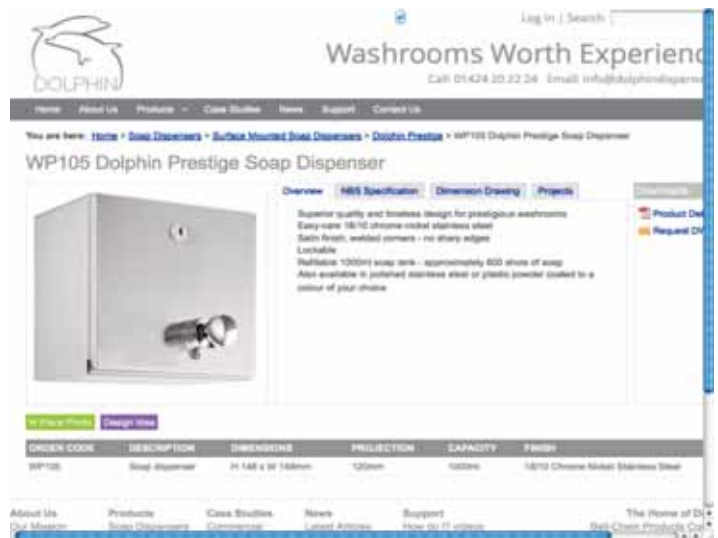 Log In | Search
DOLPHIN
Washrooms Worth Experienc
Call: 01424 20 22 24 Email: info@dolphindispense
Home About Us Products Case Studies News Support Contact Us
You are here: Home > Soap Dispensers > Surface Mounted Soap Dispensers > Dolphin Prestige > WP105 Dolphin Prestige Soap Dispenser
WP105 Dolphin Prestige Soap Dispenser
Overview NBS Specification Dimension Drawing Projects Downloads
Superior quality and timeless design for prestigious washrooms
Easy-care 18/10 chrome nickel stainless steel
Satin finish, welded corners - no sharp edges
Lockable
Refillable 1000ml soap tank - approximately 800 shots of soap
Also available in polished stainless steel or plastic powder coated to a
colour of your choice
Product Det
Request DV
In Place Photo Design Idea
ORDER CODE DESCRIPTION DIMENSIONS PROJECTION CAPACITY FINISH
WP105 Soap dispenser H 148 x W 148mm 120mm 1000ml 18/10 Chrome Nickel Stainless Steel
About Us Products Case Studies News Support The Home of D
Our Mission Soap Dispensers Commercial Latest Articles How do I? videos Bell-Chem Products Co